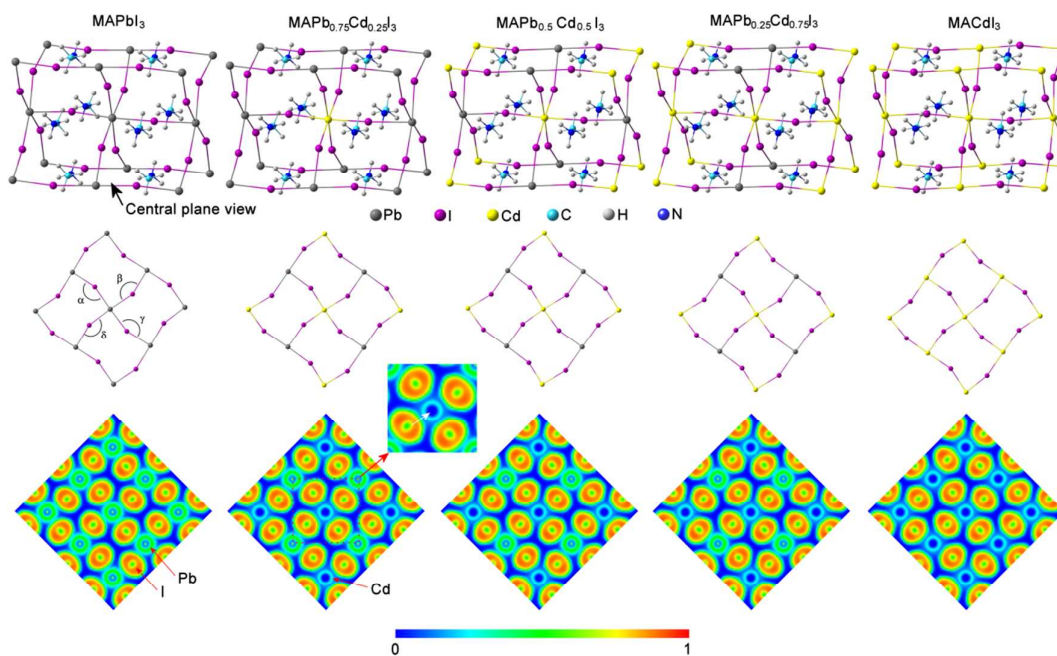 MAPbI₃ MAPb₀.₇₅Cd₀.₂₅I₃ MAPb₀.₅ Cd₀.₅ I₃ MAPb₀.₂₅Cd₀.₇₅I₃ MACdI₃
Central plane view
Pb I Cd C H N
α β
δ γ
Pb
I
Cd
0 1